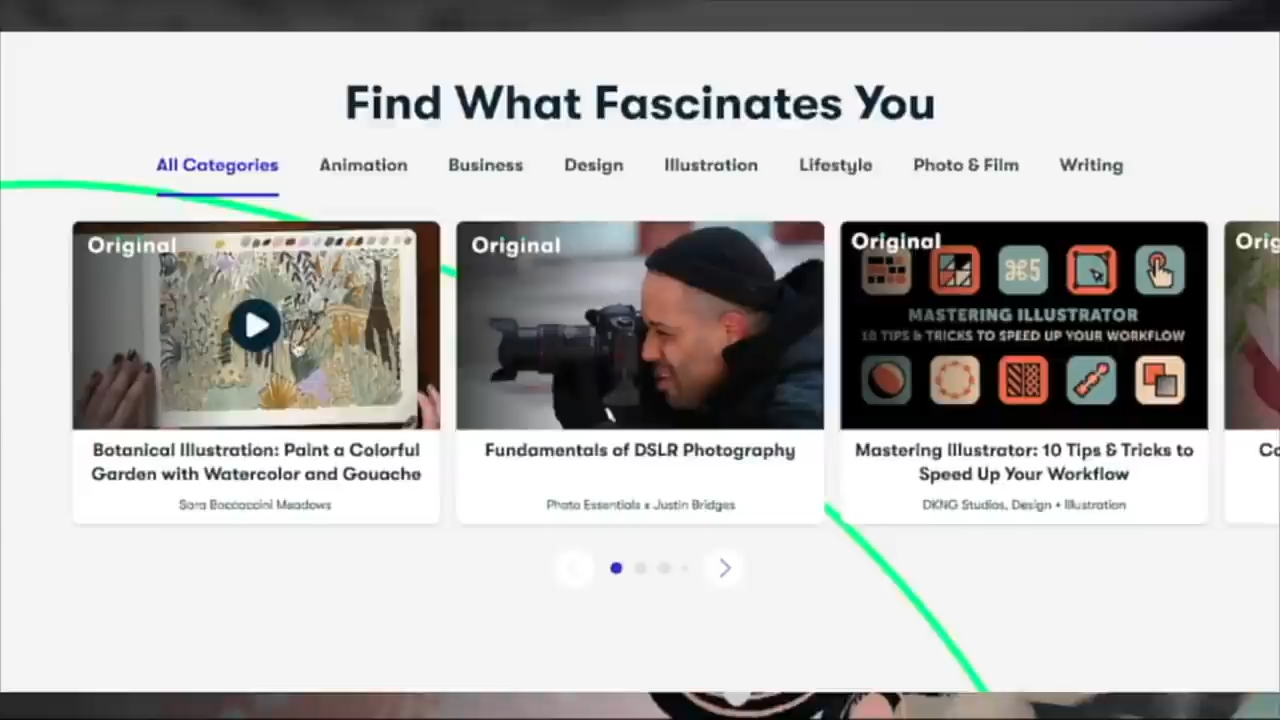 Find What Fascinates You
All Categories Animation Business Design Illustration Lifestyle Photo & Film Writing
Original
Botanical Illustration: Paint a Colorful
Garden with Watercolor and Gouache
Sara Boccaccini Meadows
Original
Fundamentals of DSLR Photography
Photo Essentials x Justin Bridges
Original
⌘5
MASTERING ILLUSTRATOR
10 TIPS & TRICKS TO SPEED UP YOUR WORKFLOW
Mastering Illustrator: 10 Tips & Tricks to
Speed Up Your Workflow
DKNG Studios, Design + Illustration
Orig
Co